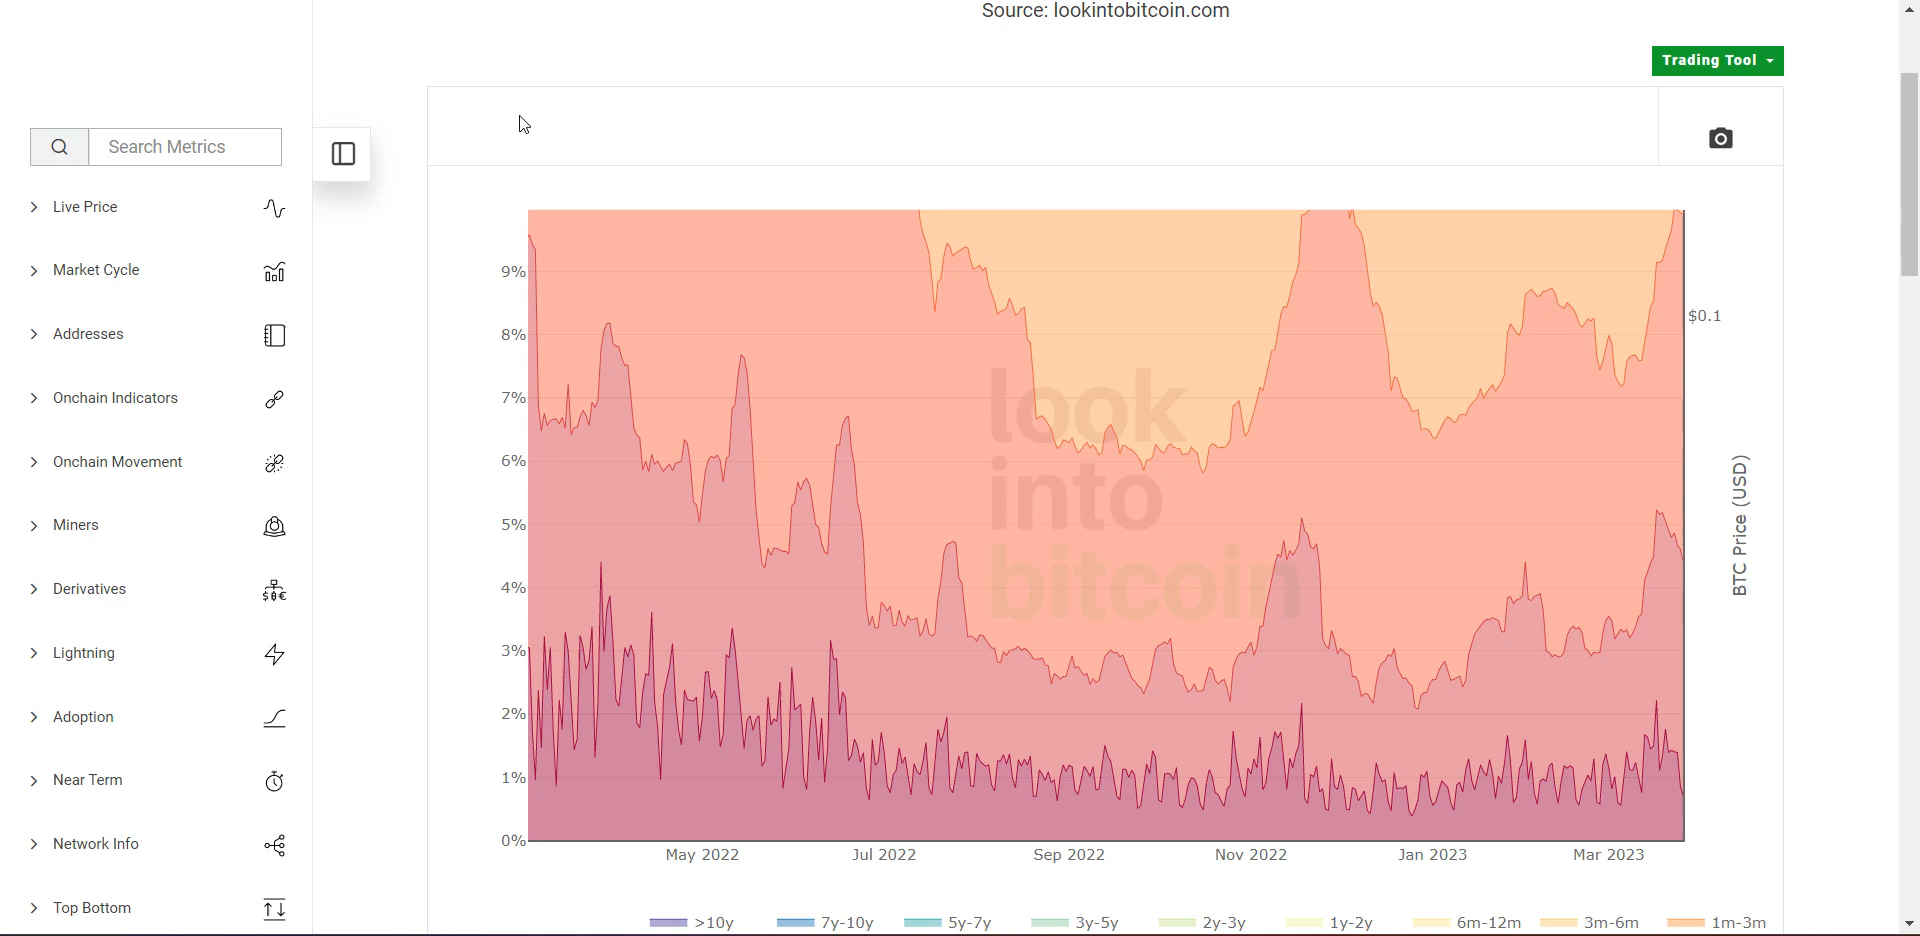 Source: lookintobitcoin.com
Trading Tool
Search Metrics
Live Price
Market Cycle
Addresses
Onchain Indicators
Onchain Movement
Miners
Derivatives
Lightning
Adoption
Near Term
Network Info
Top Bottom
9%
8%
7%
6%
5%
4%
3%
2%
1%
0%
look
into
bitcoin
$0.1
BTC Price (USD)
May 2022
Jul 2022
Sep 2022
Nov 2022
Jan 2023
Mar 2023
>10y
7y-10y
5y-7y
3y-5y
2y-3y
1y-2y
6m-12m
3m-6m
1m-3m